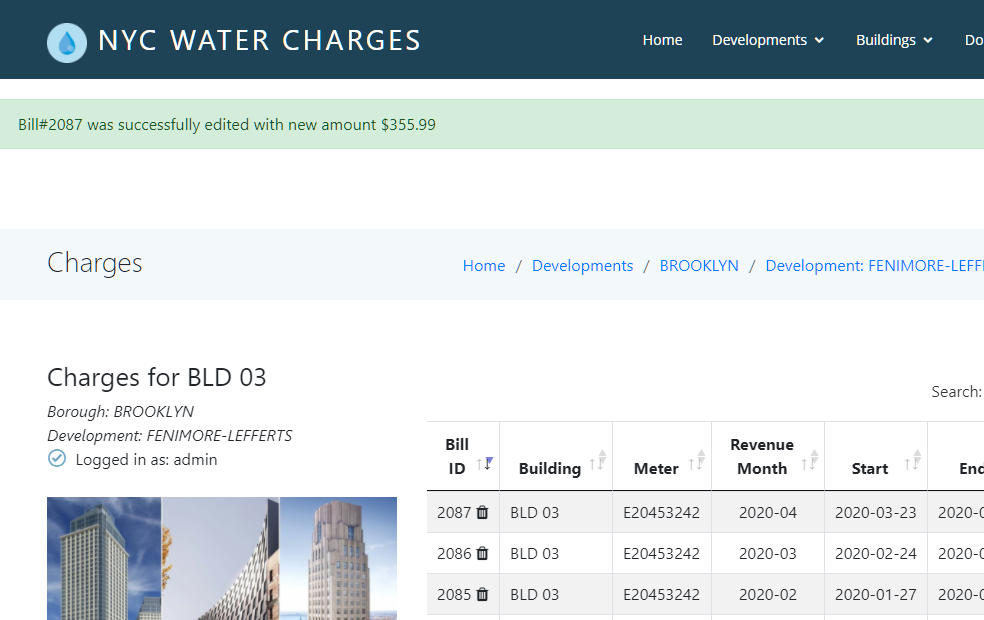 NYC WATER CHARGES
Home Developments Buildings Do
Bill#2087 was successfully edited with new amount $355.99
Charges
Home / Developments / BROOKLYN / Development: FENIMORE-LEFF
Charges for BLD 03
Borough: BROOKLYN
Development: FENIMORE-LEFFERTS
Logged in as: admin
Search:
Bill ID Building Meter Revenue Month Start End
2087 BLD 03 E20453242 2020-04 2020-03-23 2020-0
2086 BLD 03 E20453242 2020-03 2020-02-24 2020-0
2085 BLD 03 E20453242 2020-02 2020-01-27 2020-0